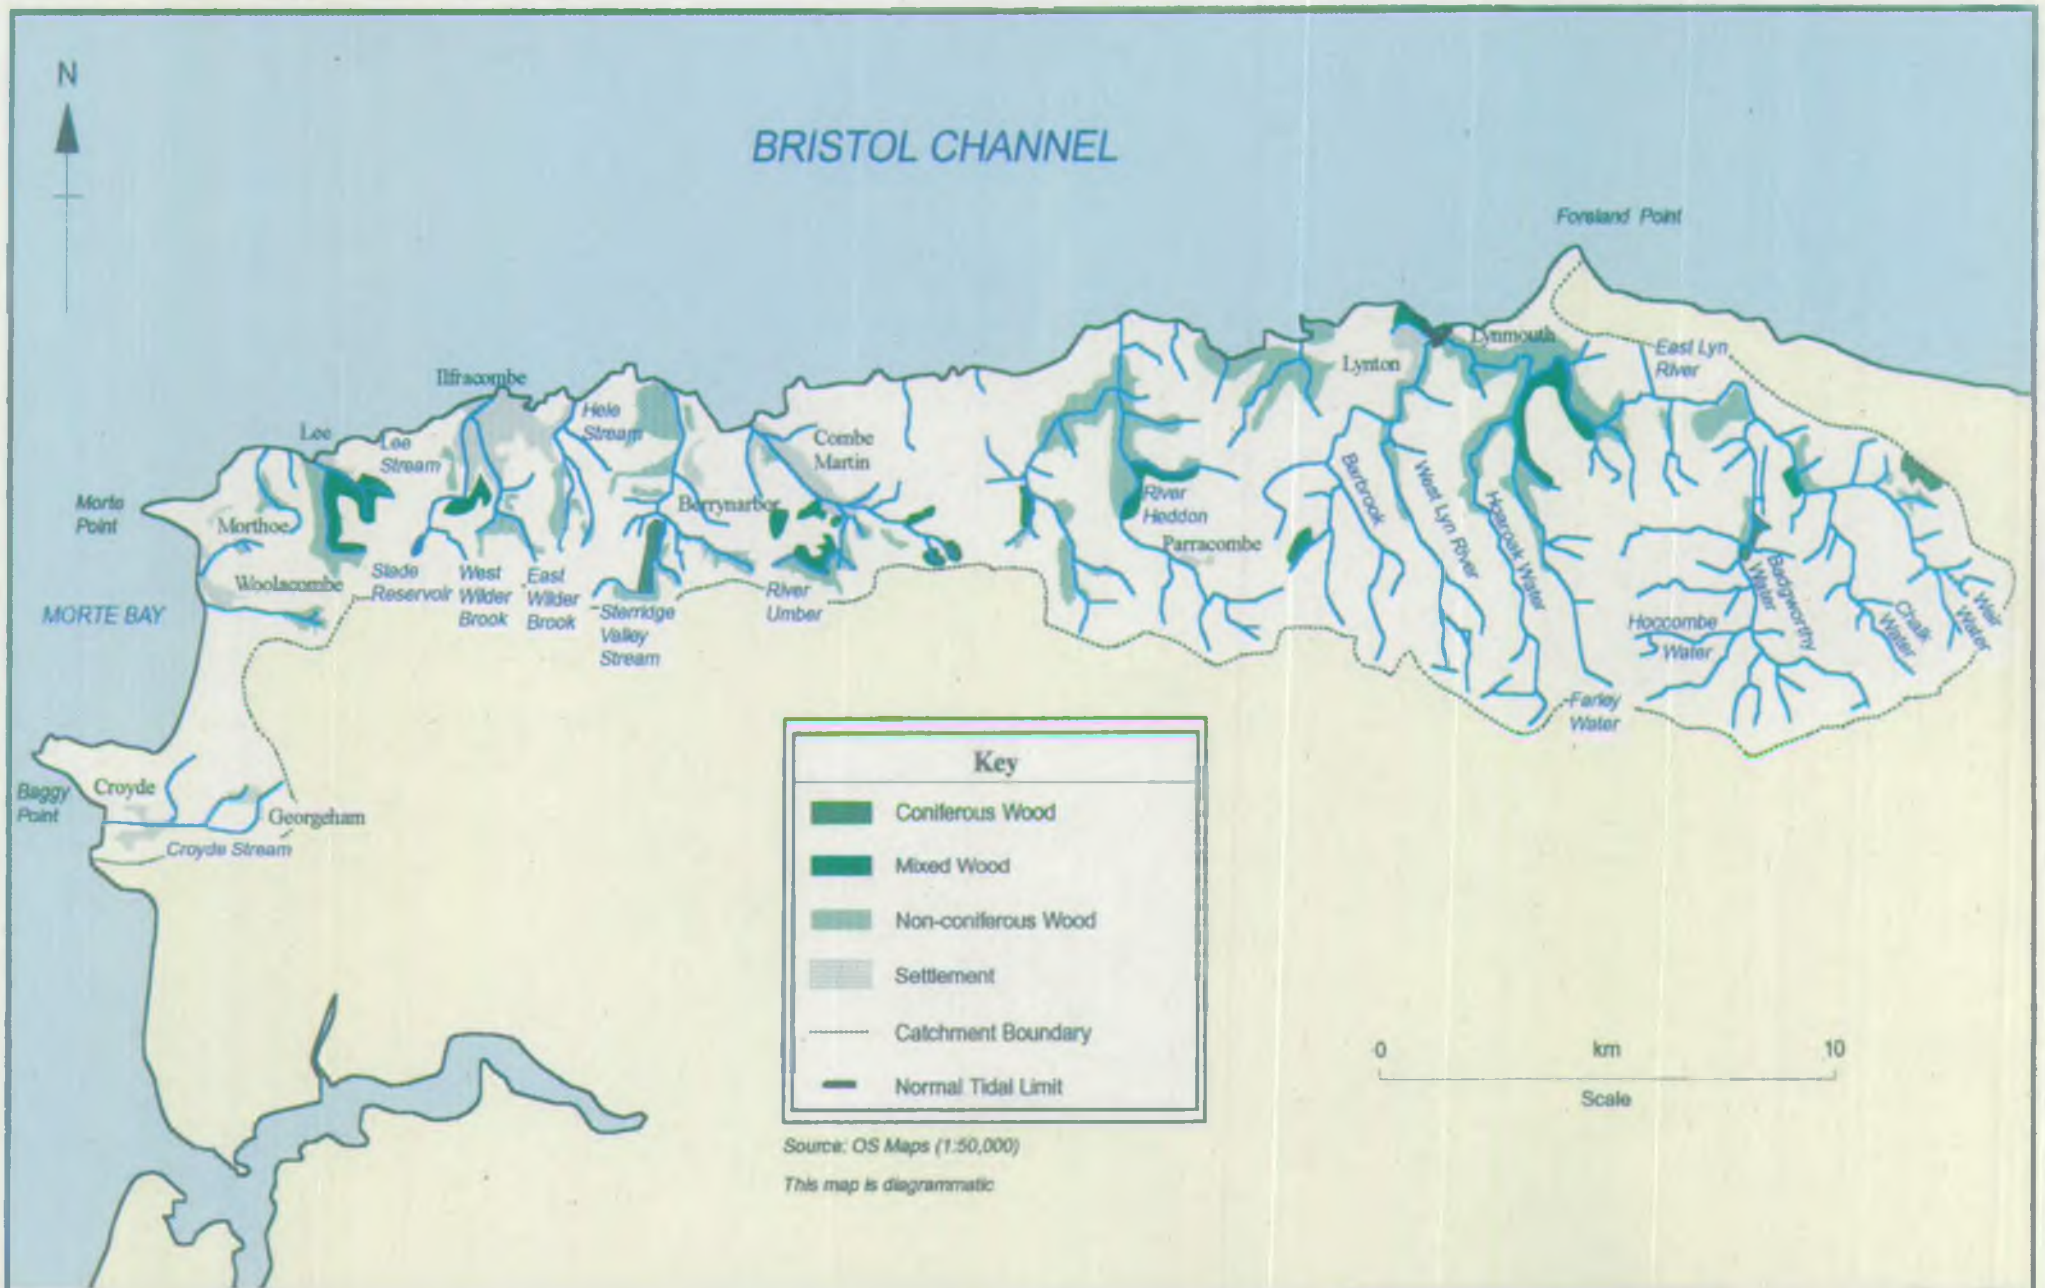 N
BRISTOL CHANNEL
Foreland Point
Lynmouth
East Lyn
River
Lynton
Ilfracombe
Hele
Stream
Lee
Lee
Stream
Combe
Martin
Morte
Point
Morthoe
Berrynarbor
River
Heddon
Parracombe
Barbrook
West Lyn River
Hoaroak Water
Badgworthy
Water
Chalk
Water
Weir
Water
Woolacombe
Slade
Reservoir
West
Wilder
Brook
East
Wilder
Brook
Sterridge
Valley
Stream
River
Umber
Hoccombe
Water
MORTE BAY
Farley
Water
Baggy
Point
Croyde
Georgeham
Croyde Stream
Key
Coniferous Wood
Mixed Wood
Non-coniferous Wood
Settlement
Catchment Boundary
Normal Tidal Limit
0 km 10
Scale
Source: OS Maps (1:50,000)
This map is diagrammatic